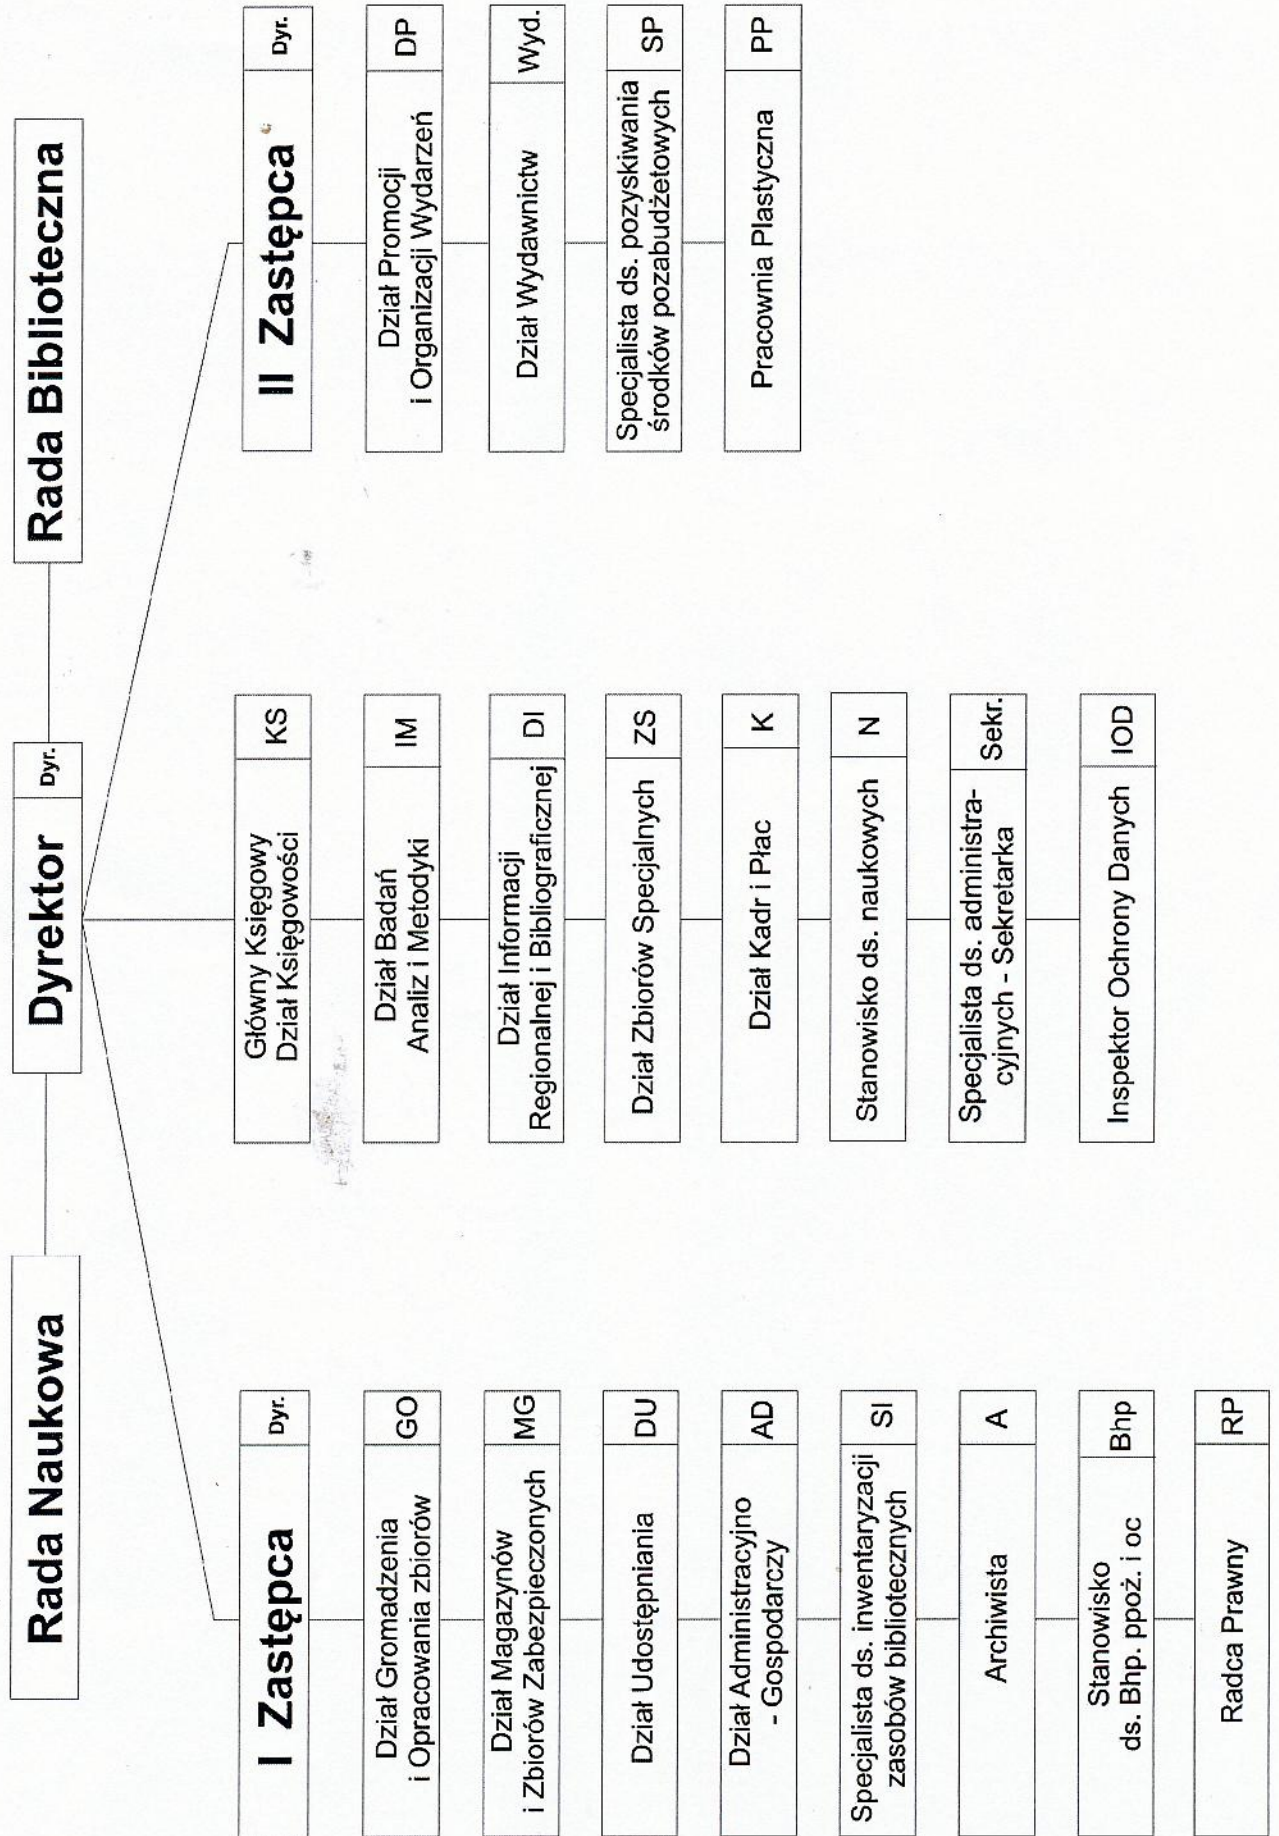 Rada Naukowa
Dyrektor
Dyr.
Rada Biblioteczna
I Zastępca
Dyr.
Dział Gromadzenia
i Opracowania zbiorów
GO
Dział Magazynów
i Zbiorów Zabezpieczonych
MG
Dział Udostępniania
DU
Dział Administracyjno
- Gospodarczy
AD
Specjalista ds. inwentaryzacji
zasobów bibliotecznych
SI
Archiwista
A
Stanowisko
ds. Bhp. ppoż. i oc
Bhp
Radca Prawny
RP
Główny Księgowy
Dział Księgowości
KS
Dział Badań
Analiz i Metodyki
IM
Dział Informacji
Regionalnej i Bibliograficznej
DI
Dział Zbiorów Specjalnych
ZS
Dział Kadr i Płac
K
Stanowisko ds. naukowych
N
Specjalista ds. administra-
cyjnych - Sekretarka
Sekr.
Inspektor Ochrony Danych
IOD
II Zastępca
Dyr.
Dział Promocji
i Organizacji Wydarzeń
DP
Dział Wydawnictw
Wyd.
Specjalista ds. pozyskiwania
środków pozabudżetowych
SP
Pracownia Plastyczna
PP